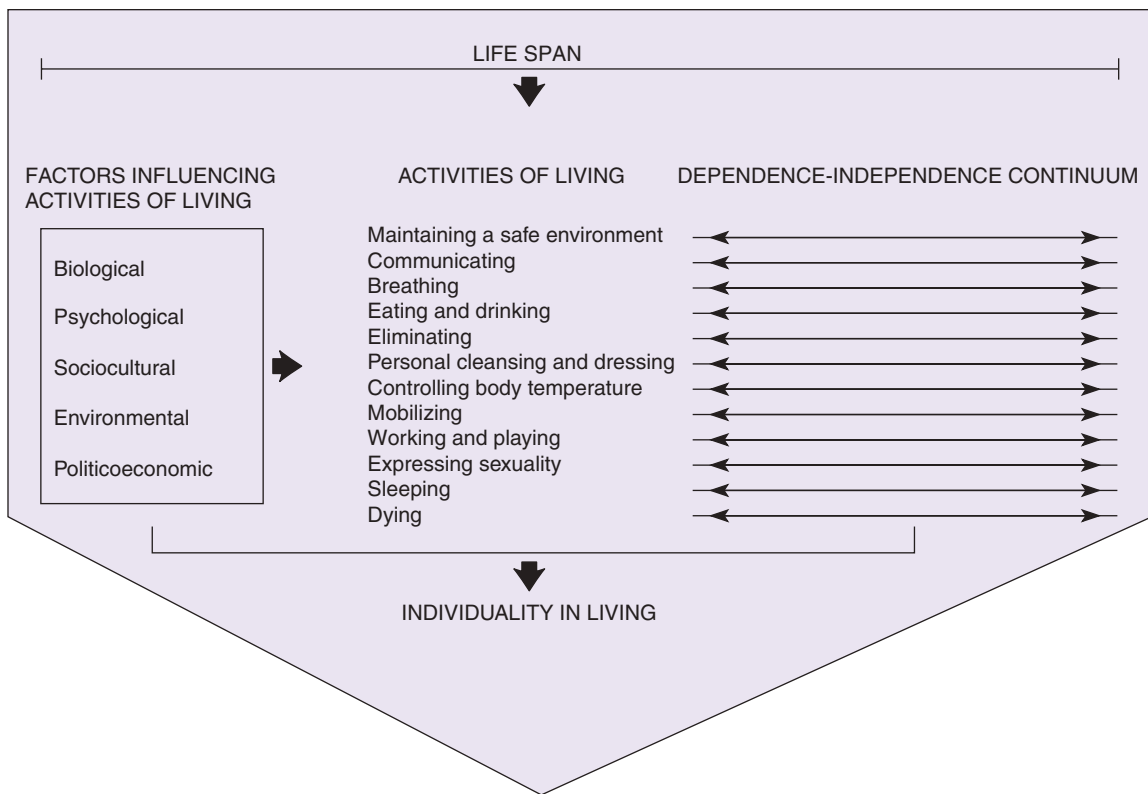 LIFE SPAN
FACTORS INFLUENCING
ACTIVITIES OF LIVING
Biological
Psychological
Sociocultural
Environmental
Politicoeconomic
ACTIVITIES OF LIVING
Maintaining a safe environment
Communicating
Breathing
Eating and drinking
Eliminating
Personal cleansing and dressing
Controlling body temperature
Mobilizing
Working and playing
Expressing sexuality
Sleeping
Dying
DEPENDENCE-INDEPENDENCE CONTINUUM
INDIVIDUALITY IN LIVING